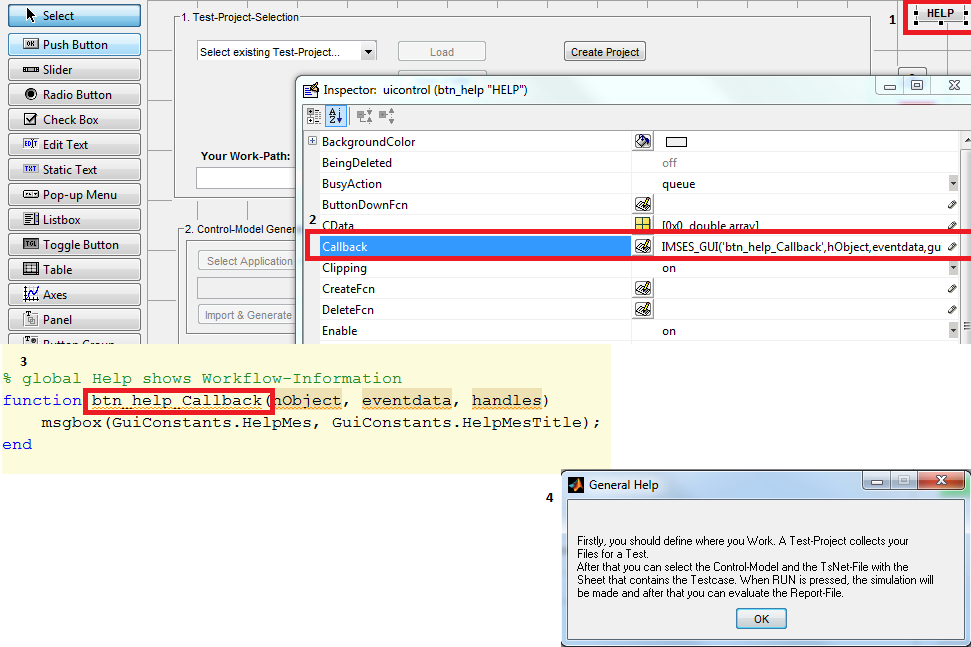 Select
Push Button
Slider
Radio Button
Check Box
Edit Text
Static Text
Pop-up Menu
Listbox
Toggle Button
Table
Axes
Panel
1. Test-Project-Selection
Select existing Test-Project...
Load
Create Project
1
HELP
Your Work-Path:
2. Control-Model Gener
Select Application
Import & Generate
Inspector: uicontrol (btn_help "HELP")
BackgroundColor
BeingDeleted off
BusyAction queue
ButtonDownFcn
2
CData [0x0 double array]
Callback IMSES_GUI('btn_help_Callback',hObject,eventdata,gu
Clipping on
CreateFcn
DeleteFcn
Enable on
3
% global Help shows Workflow-Information
function btn_help_Callback(hObject, eventdata, handles)
msgbox(GuiConstants.HelpMes, GuiConstants.HelpMesTitle);
end
4
General Help
Firstly, you should define where you Work. A Test-Project collects your
Files for a Test.
After that you can select the Control-Model and the TsNet-File with the
Sheet that contains the Testcase. When RUN is pressed, the simulation will
be made and after that you can evaluate the Report-File.
OK